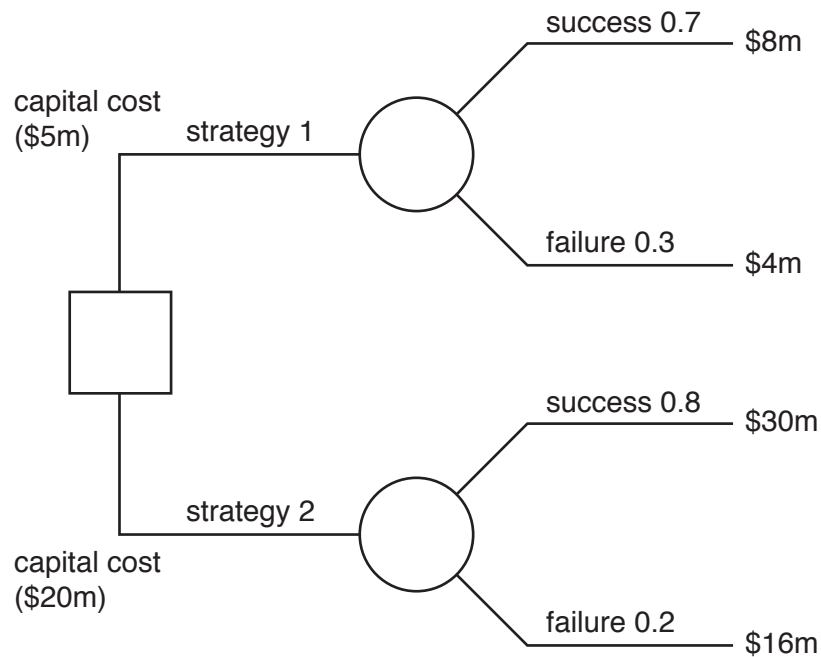 success 0.7
$8m
capital cost
($5m)
strategy 1
failure 0.3
$4m
success 0.8
$30m
strategy 2
capital cost
($20m)
failure 0.2
$16m